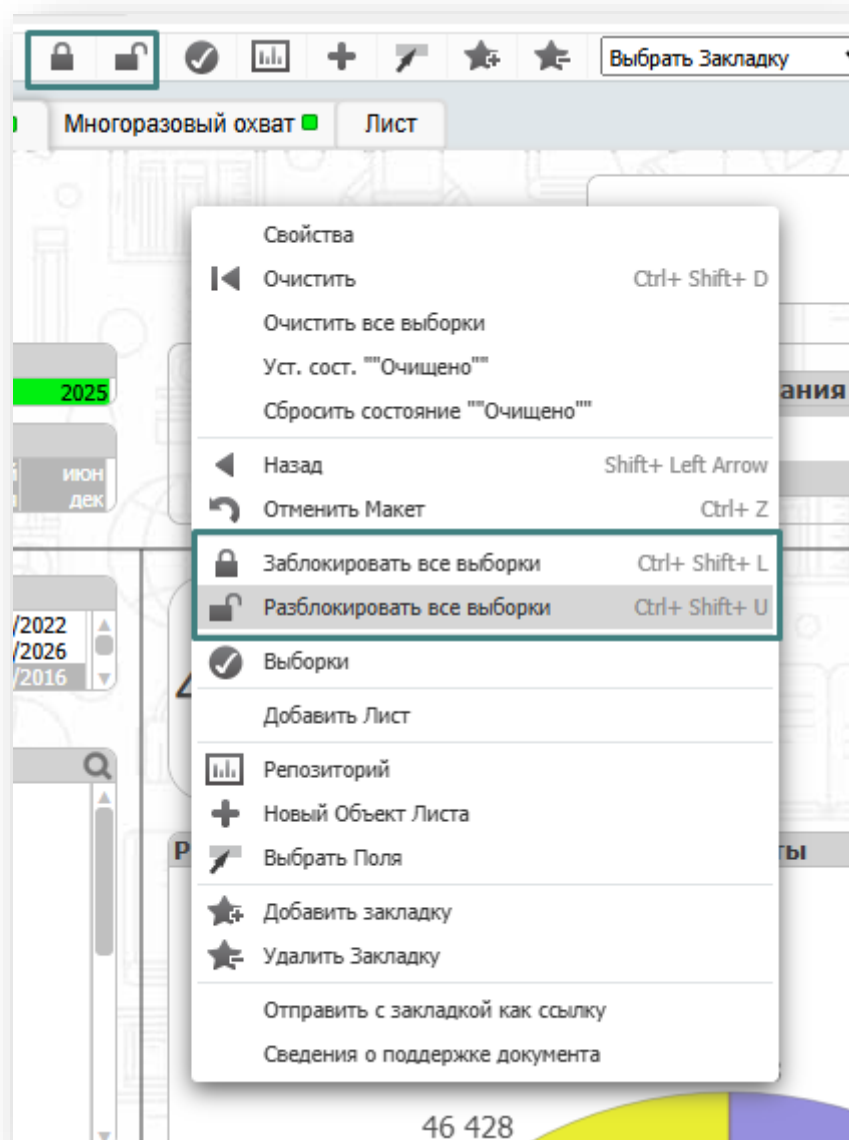 Выбрать Закладку
Многоразовый охват
Лист
Свойства
Очистить Ctrl+ Shift+ D
Очистить все выборки
Уст. сост. ""Очищено""
2025
Сбросить состояние ""Очищено""
ания
Назад Shift+ Left Arrow
июн
Отменить Макет Ctrl+ Z
дек
Заблокировать все выборки Ctrl+ Shift+ L
Разблокировать все выборки Ctrl+ Shift+ U
/2022
/2026
/2016
Выборки
Добавить Лист
Репозиторий
Новый Объект Листа
Р
Выбрать Поля
ты
Добавить закладку
Удалить Закладку
Отправить с закладкой как ссылку
Сведения о поддержке документа
46 428